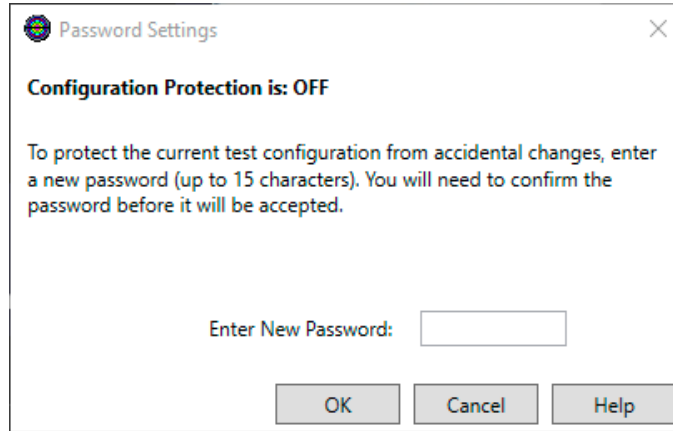 Password Settings
Configuration Protection is: OFF
To protect the current test configuration from accidental changes, enter
a new password (up to 15 characters). You will need to confirm the
password before it will be accepted.
Enter New Password:
OK Cancel Help